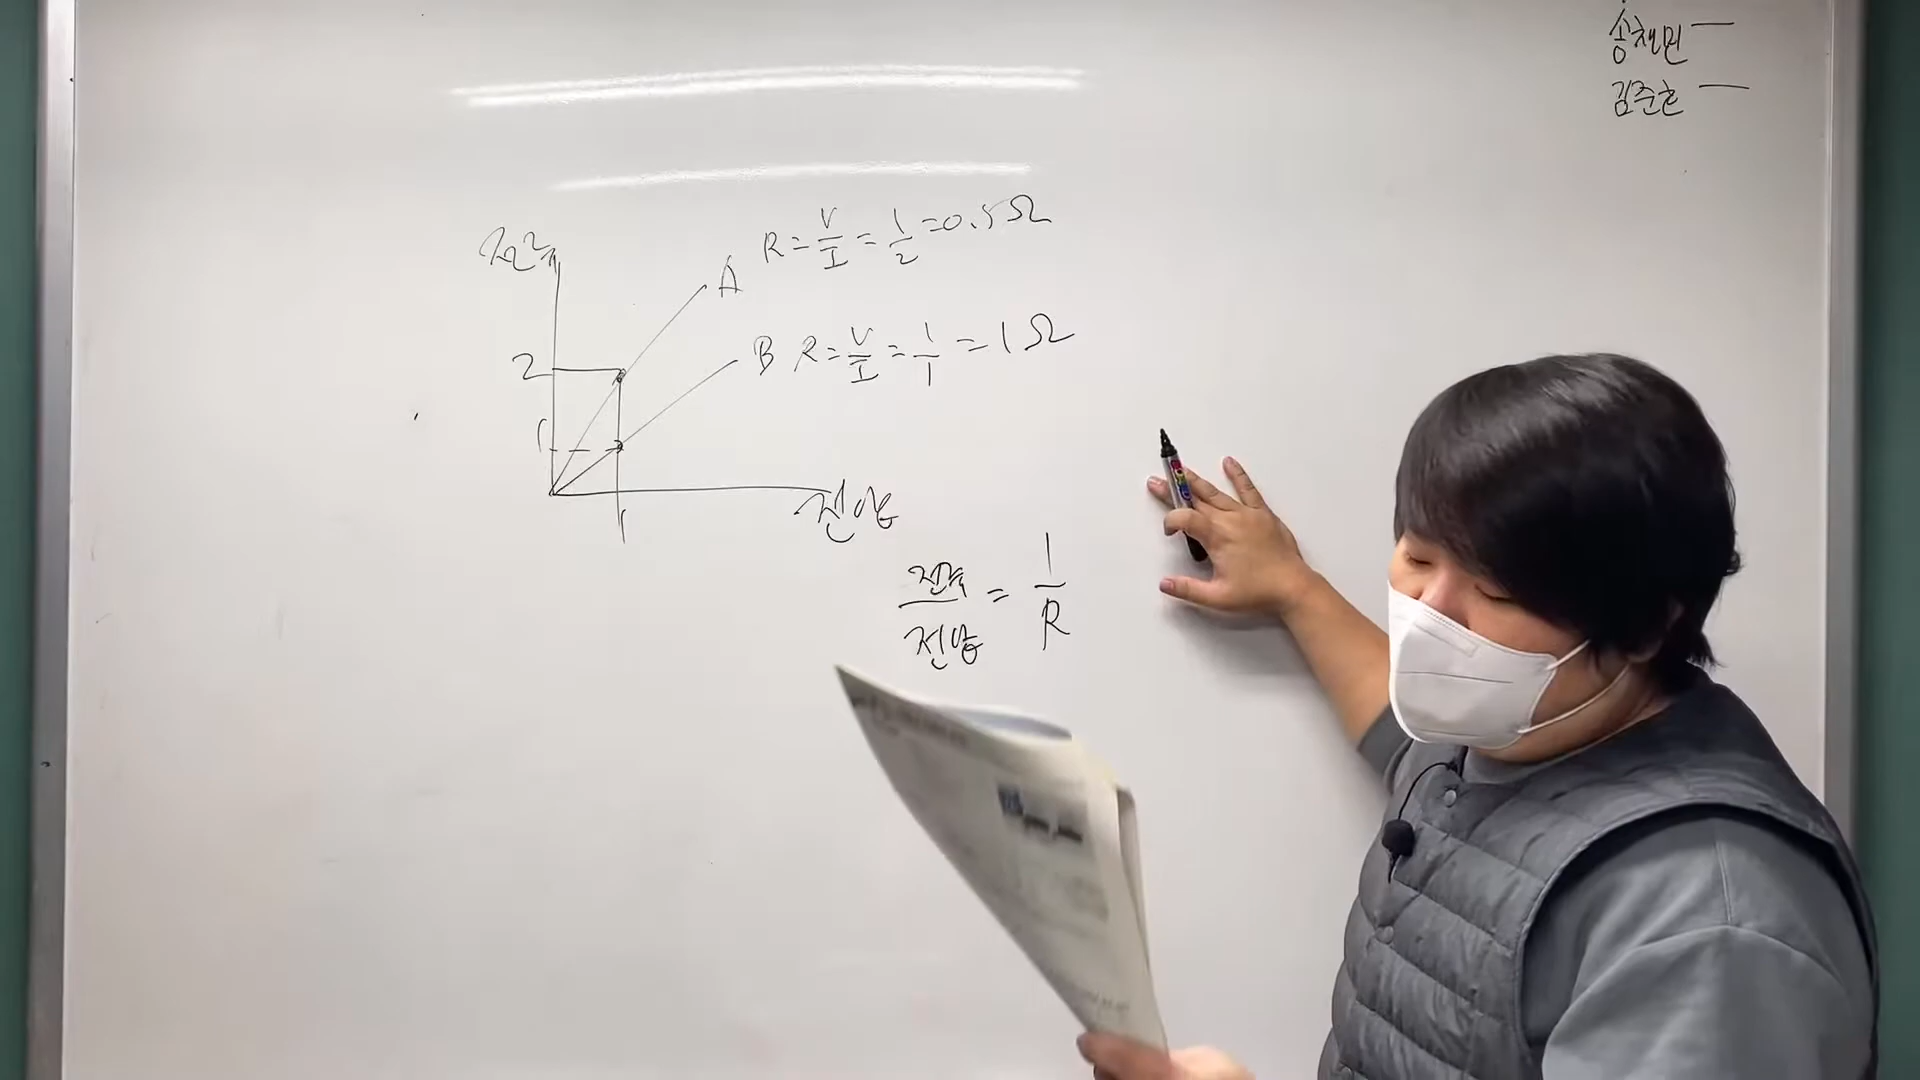 송채민 —
김준호 —
전류
A R = V/I = 1/2 = 0.5Ω
B R = V/I = 1/1 = 1Ω
2
1
전압
1
전류/전압 = 1/R